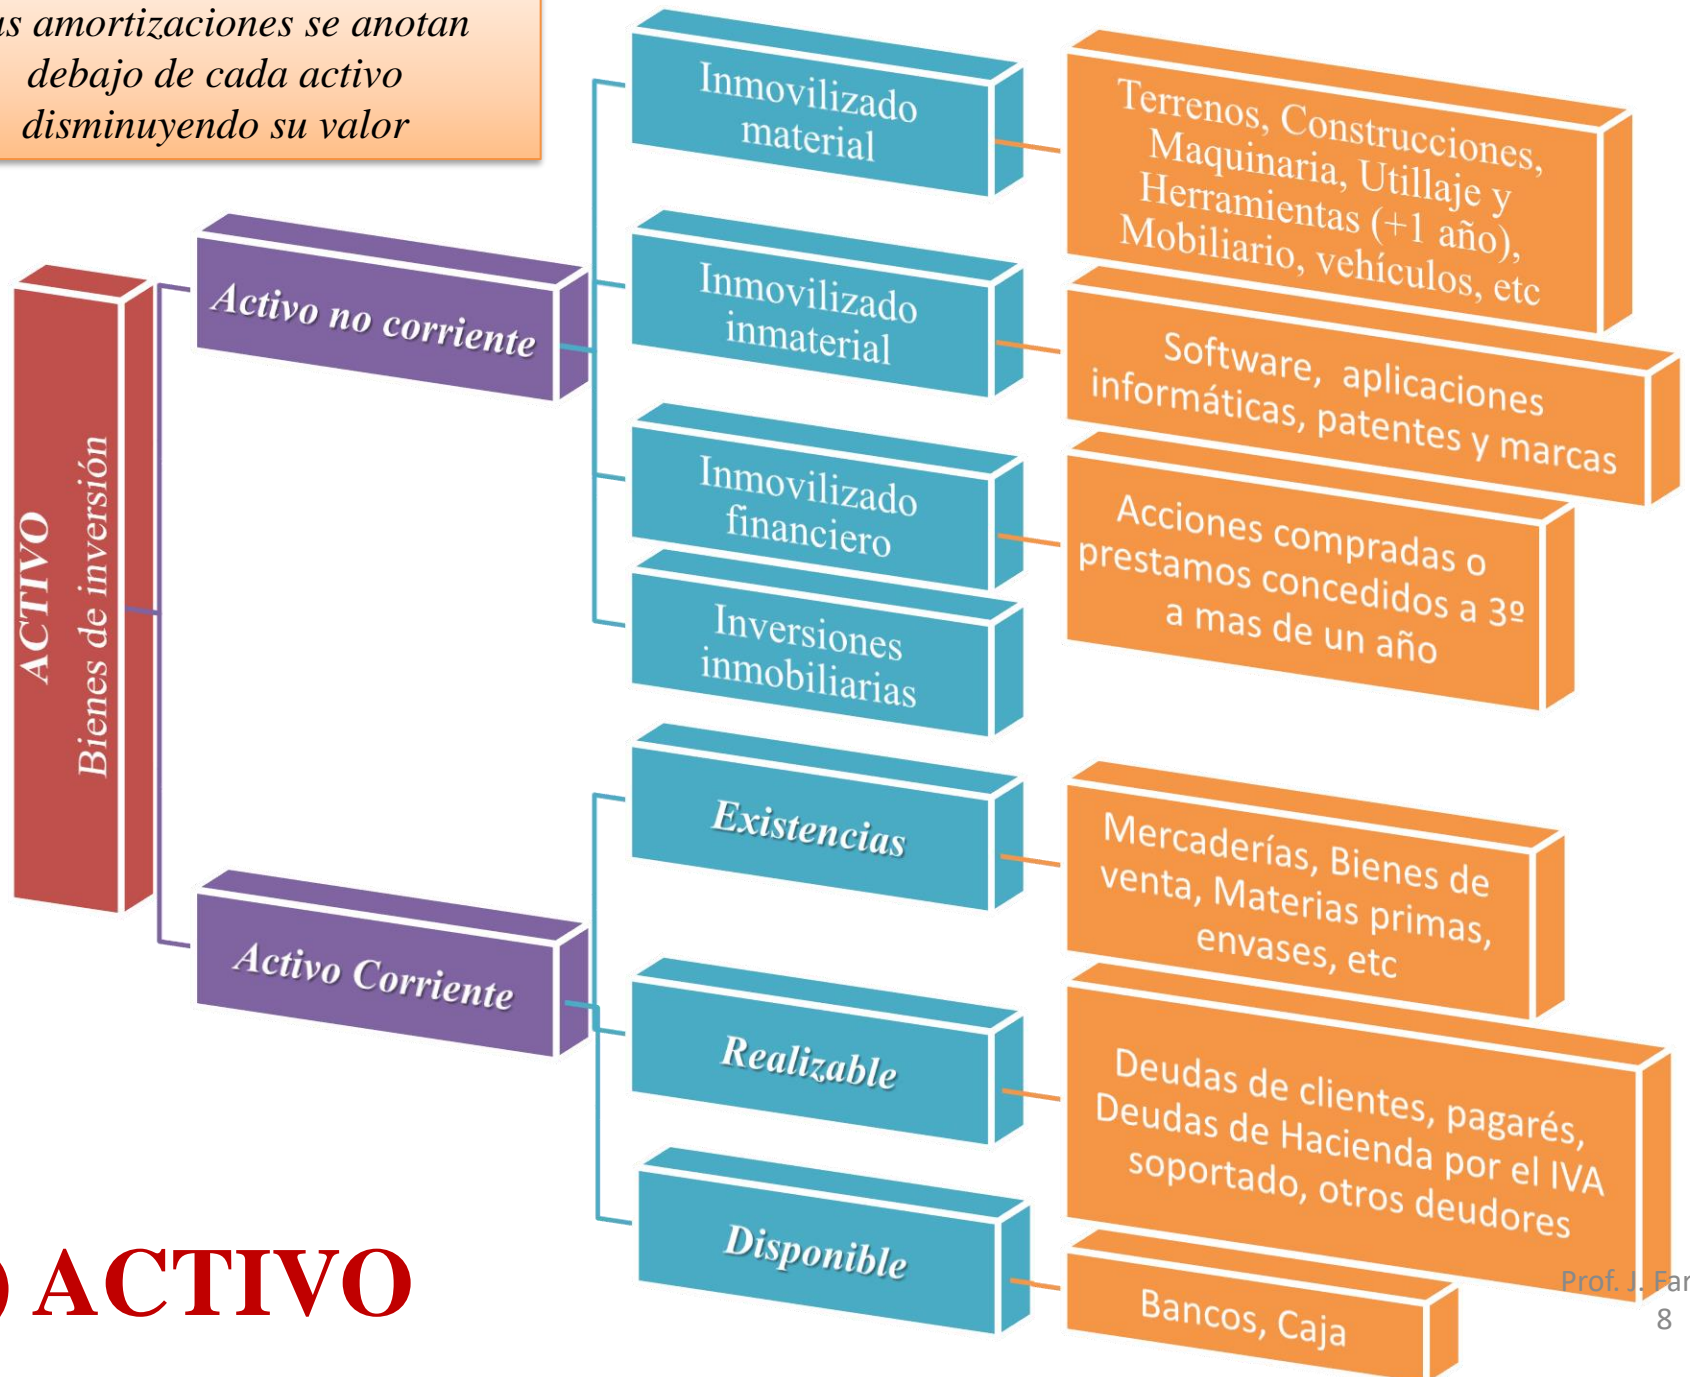 amortizaciones se anotan
debajo de cada activo
disminuyendo su valor
ACTIVO
Bienes de inversión
Activo no corriente
Inmovilizado
material
Terrenos, Construcciones,
Maquinaria, Utillaje y
Herramientas (+1 año),
Mobiliario, vehículos, etc
Inmovilizado
inmaterial
Software, aplicaciones
informáticas, patentes y marcas
Inmovilizado
financiero
Acciones compradas o
prestamos concedidos a 3º
a mas de un año
Inversiones
inmobiliarias
Activo Corriente
Existencias
Mercaderías, Bienes de
venta, Materias primas,
envases, etc
Realizable
Deudas de clientes, pagarés,
Deudas de Hacienda por el IVA
soportado, otros deudores
Disponible
Bancos, Caja
) ACTIVO
Prof. J.
8